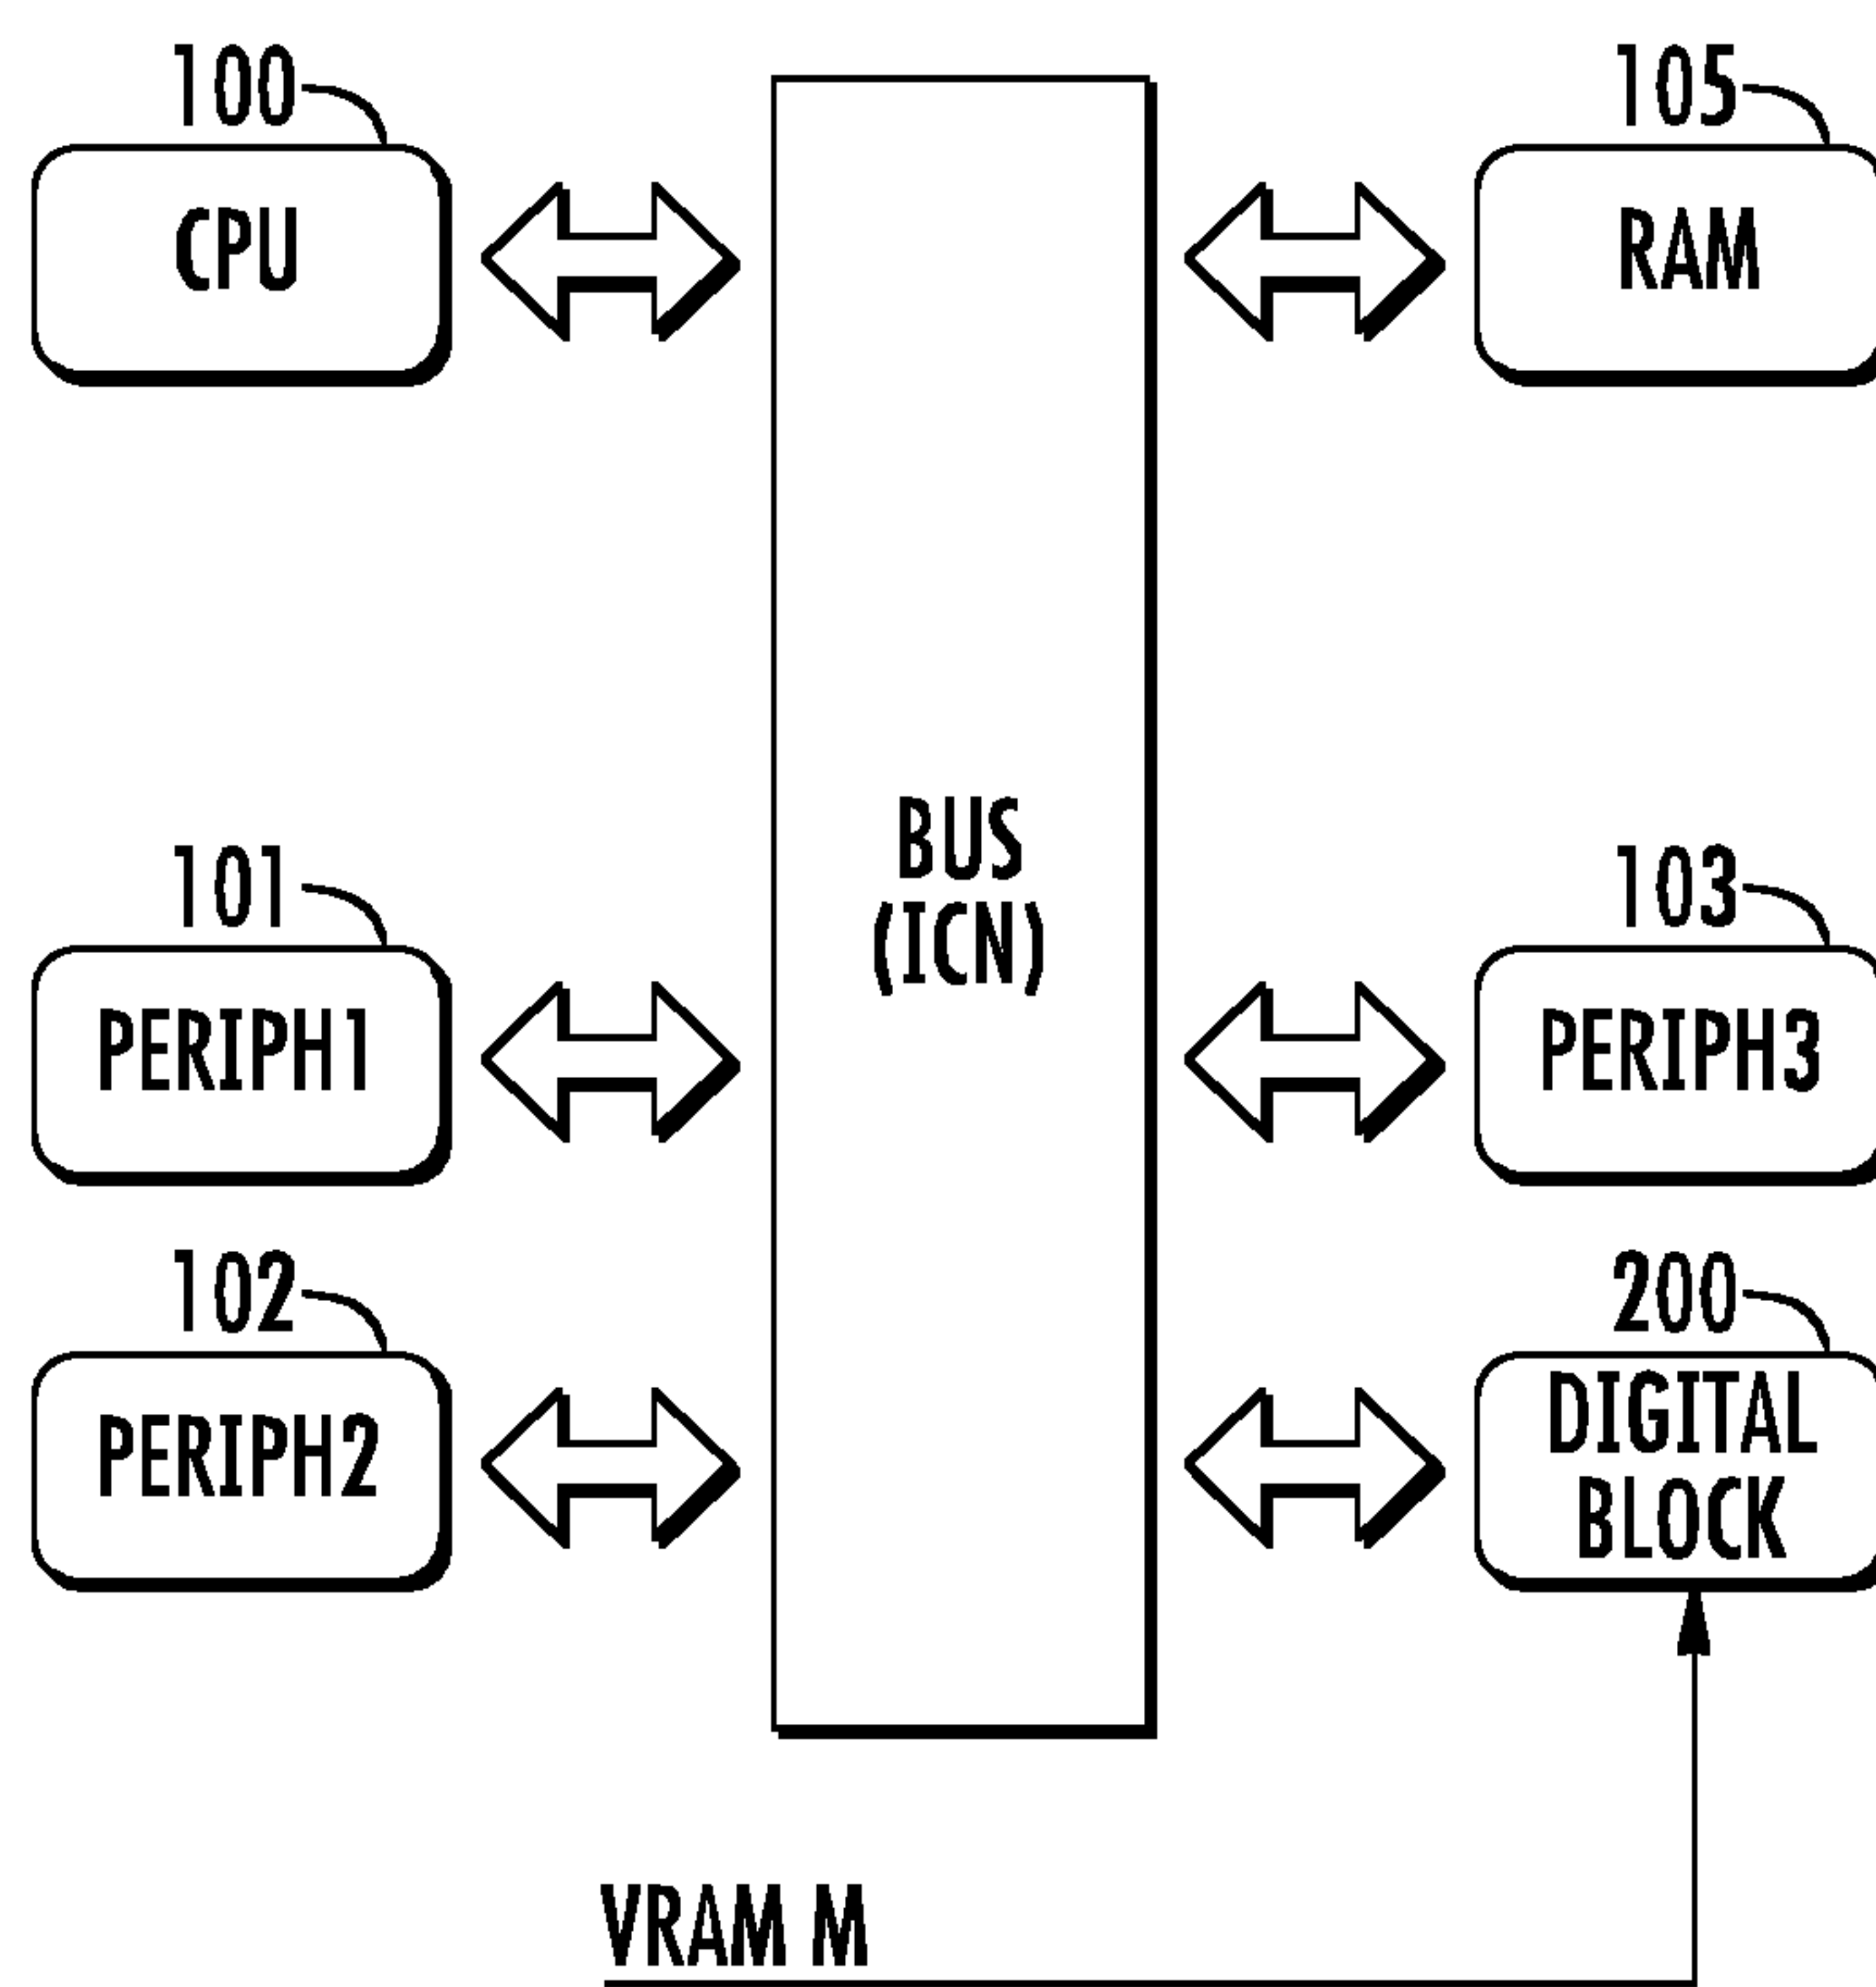 100
CPU
105
RAM
BUS
(ICN)
101
PERIPH1
103
PERIPH3
102
PERIPH2
200
DIGITAL
BLOCK
VRAM M